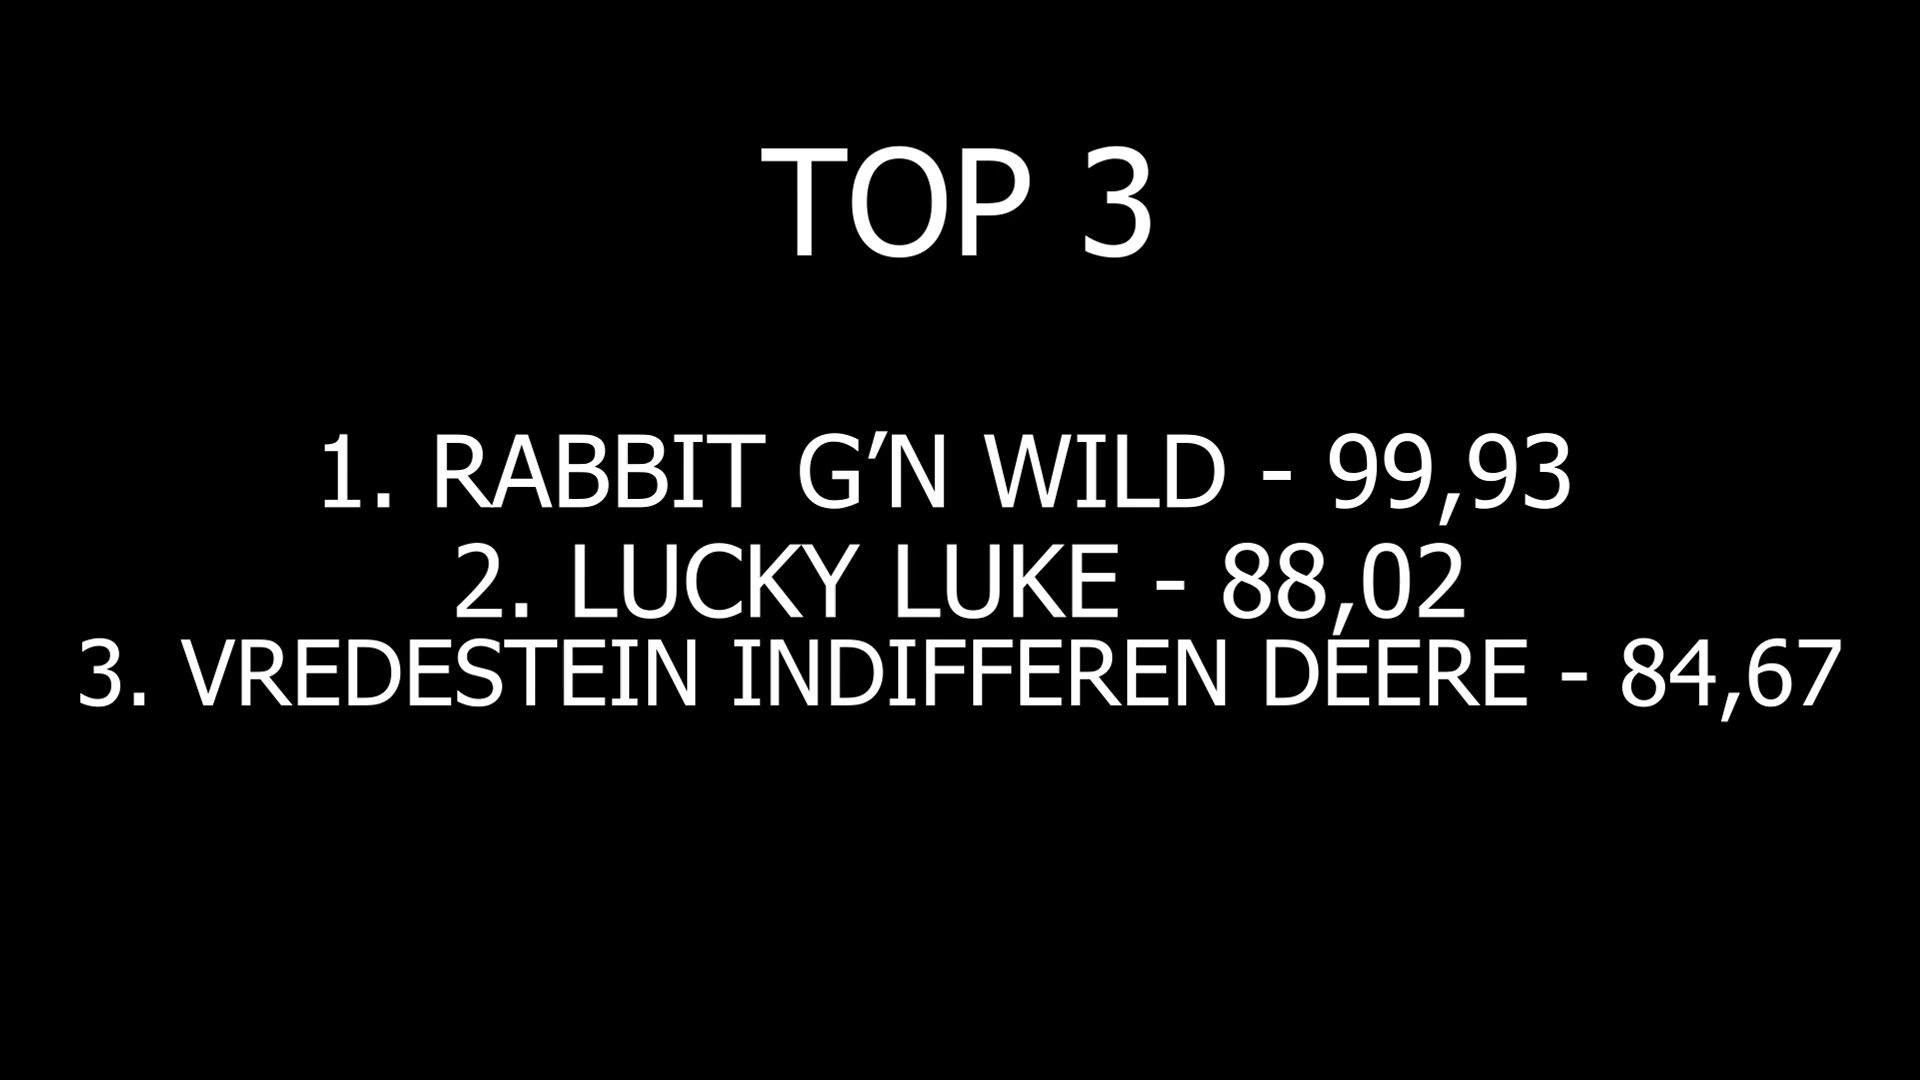 TOP 3
1. RABBIT G’N WILD - 99,93
2. LUCKY LUKE - 88,02
3. VREDESTEIN INDIFFEREN DEERE - 84,67